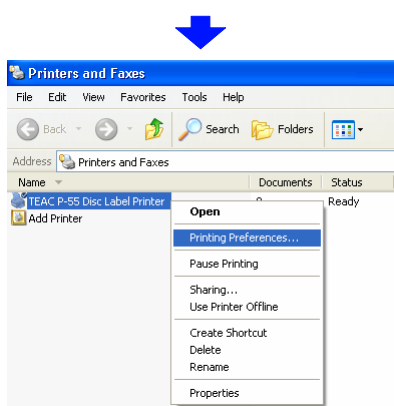 Printers and Faxes
File Edit View Favorites Tools Help
Back Search Folders
Address Printers and Faxes
Name Documents Status
TEAC P-55 Disc Label Printer Ready
Add Printer
Open
Printing Preferences...
Pause Printing
Sharing...
Use Printer Offline
Create Shortcut
Delete
Rename
Properties